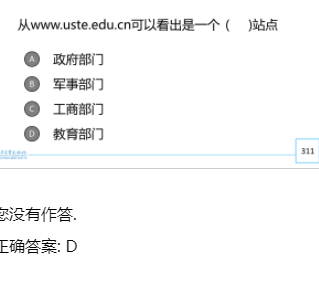 从www.uste.edu.cn可以看出是一个（    )站点
A 政府部门
B 军事部门
C 工商部门
D 教育部门
311
您没有作答.
正确答案: D